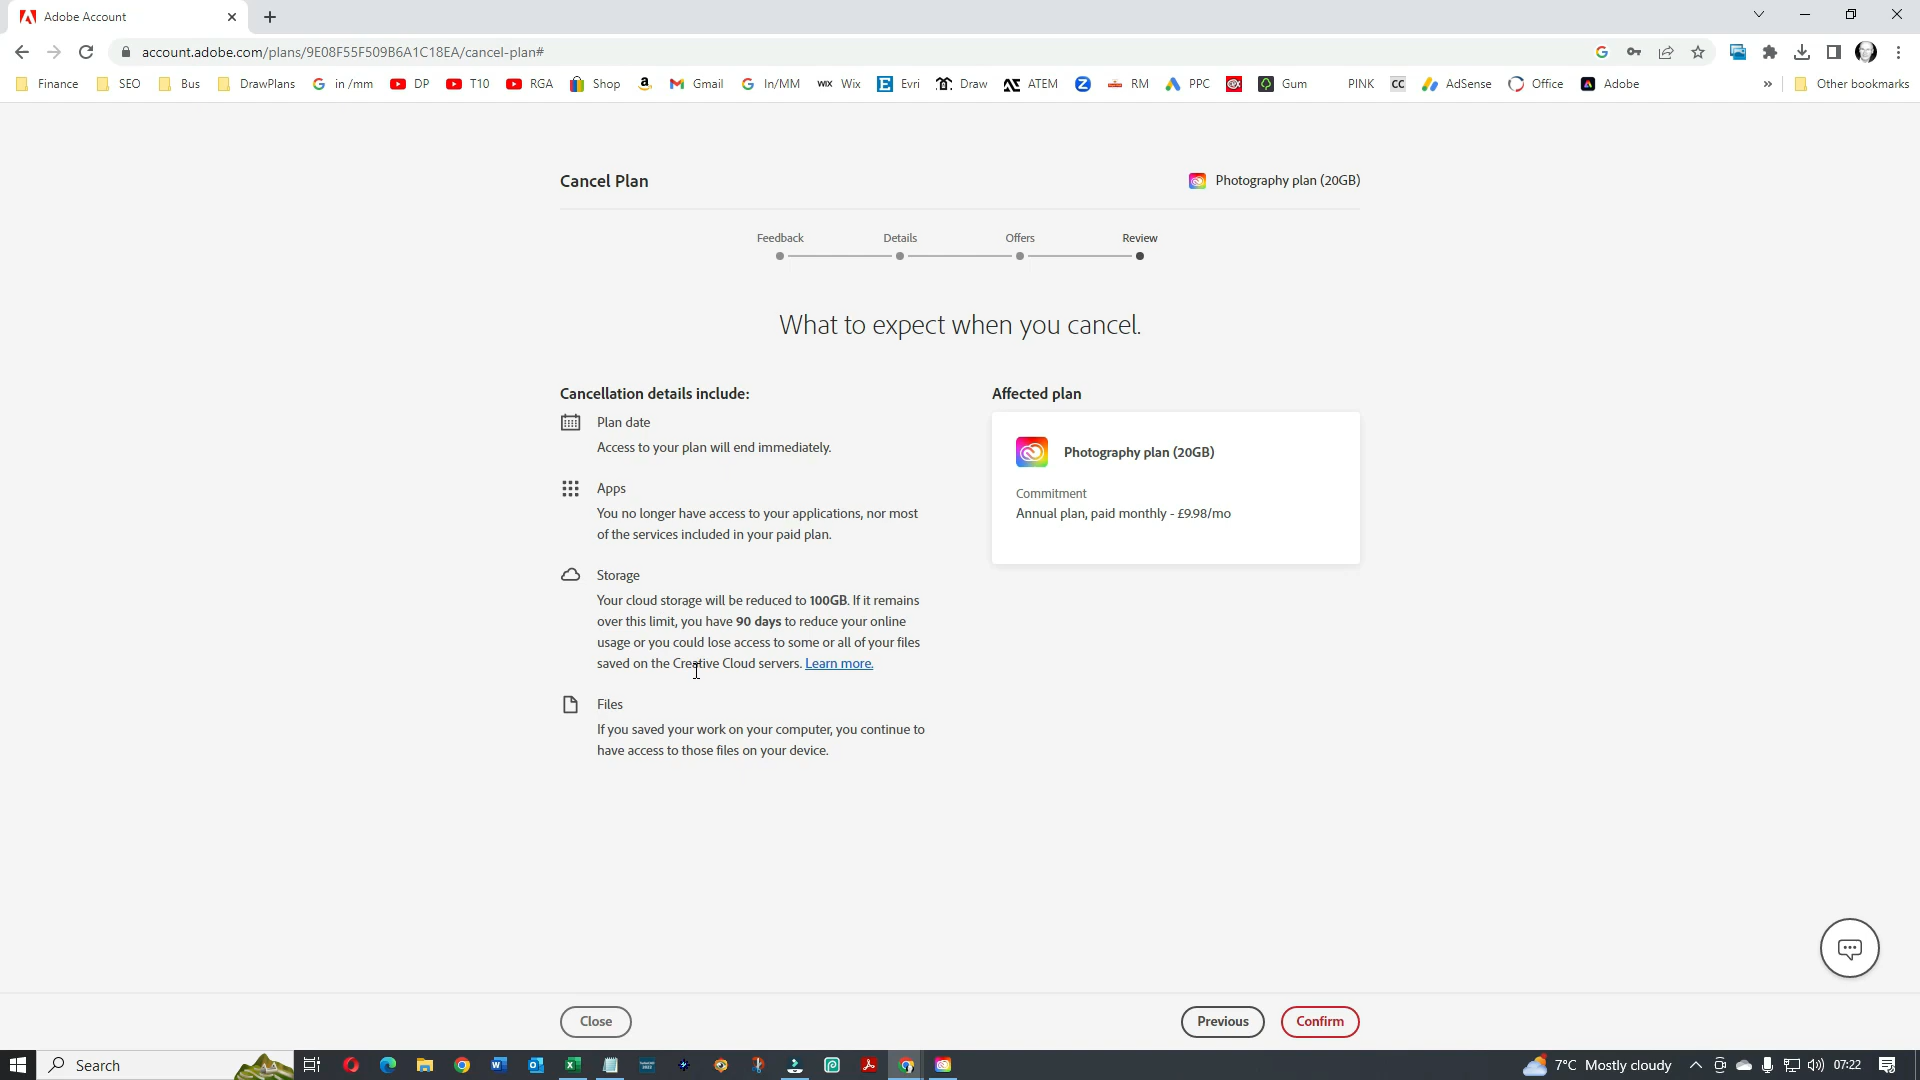 Adobe Account
account.adobe.com/plans/9E08F55F509B6A1C18EA/cancel-plan#
Finance SEO Bus DrawPlans in /mm DP T10 RGA Shop Gmail In/MM Wix Evri Draw ATEM RM PPC Gum PINK CC AdSense Office Adobe » Other bookmarks
Cancel Plan
Photography plan (20GB)
Feedback Details Offers Review
What to expect when you cancel.
Cancellation details include:
Plan date
Access to your plan will end immediately.
Apps
You no longer have access to your applications, nor most
of the services included in your paid plan.
Storage
Your cloud storage will be reduced to 100GB. If it remains
over this limit, you have 90 days to reduce your online
usage or you could lose access to some or all of your files
saved on the Creative Cloud servers. Learn more.
Files
If you saved your work on your computer, you continue to
have access to those files on your device.
Affected plan
Photography plan (20GB)
Commitment
Annual plan, paid monthly - £9.98/mo
Close Previous Confirm
Search
7°C Mostly cloudy 07:22